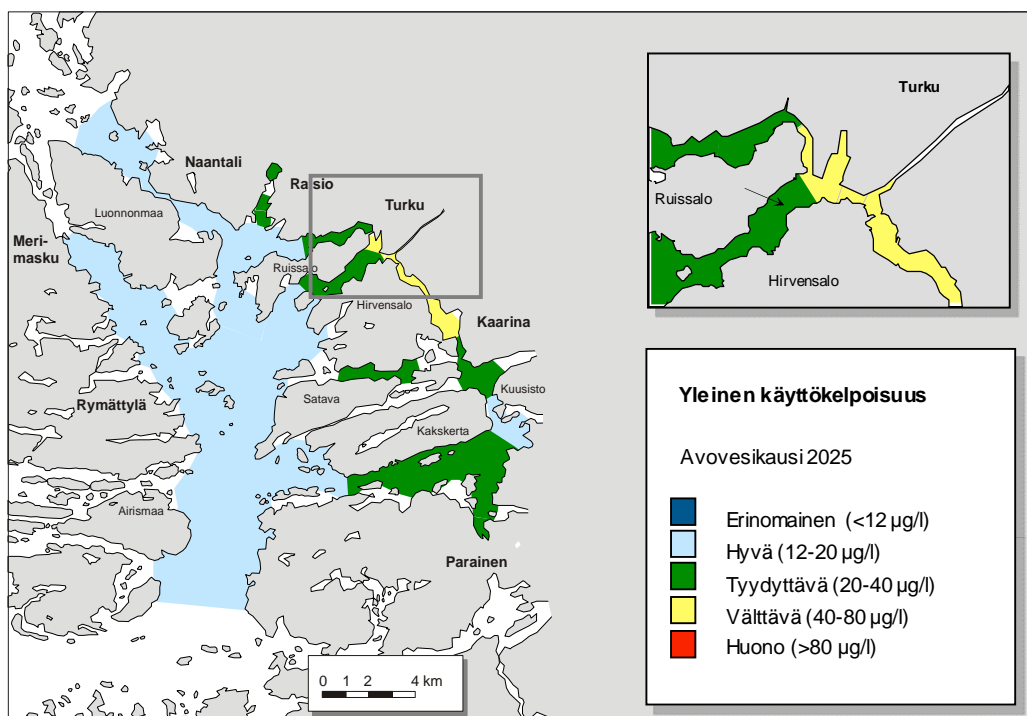 Naantali
Raisio
Turku
Luonnonmaa
Meri-
masku
Ruissalo
Hirvensalo
Kaarina
Kuusisto
Satava
Rymättylä
Kakskerta
Airismaa
Parainen
0 1 2 4 km
Turku
Ruissalo
Hirvensalo
Yleinen käyttökelpoisuus
Avovesikausi 2025
Erinomainen (<12 µg/l)
Hyvä (12-20 µg/l)
Tyydyttävä (20-40 µg/l)
Välttävä (40-80 µg/l)
Huono (>80 µg/l)